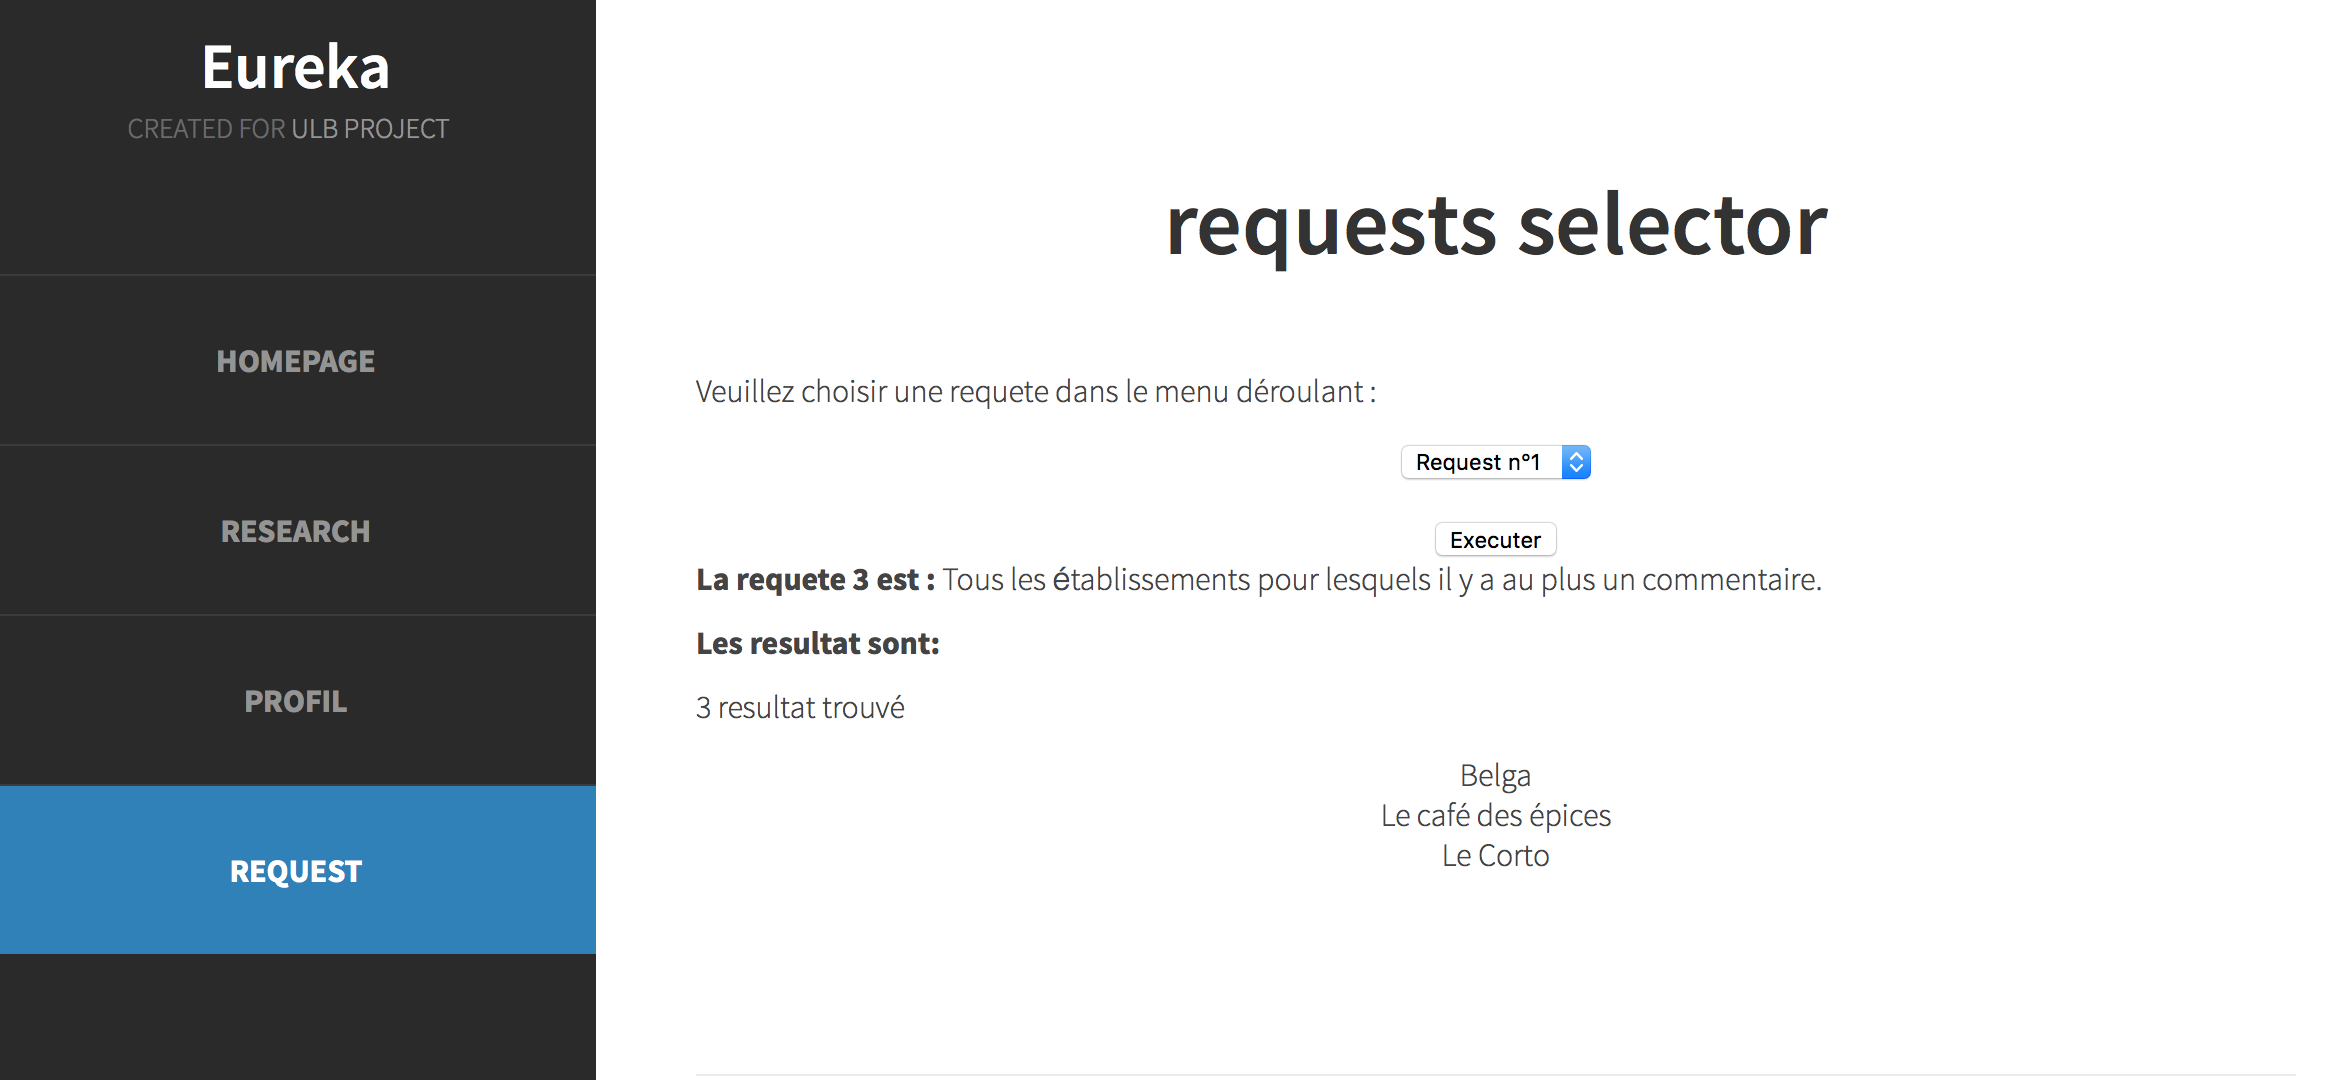 Eureka
CREATED FOR ULB PROJECT
HOMEPAGE
RESEARCH
PROFIL
REQUEST
requests selector
Veuillez choisir une requete dans le menu déroulant :
Request n°1
Executer
La requete 3 est : Tous les établissements pour lesquels il y a au plus un commentaire.
Les resultat sont:
3 resultat trouvé
Belga
Le café des épices
Le Corto